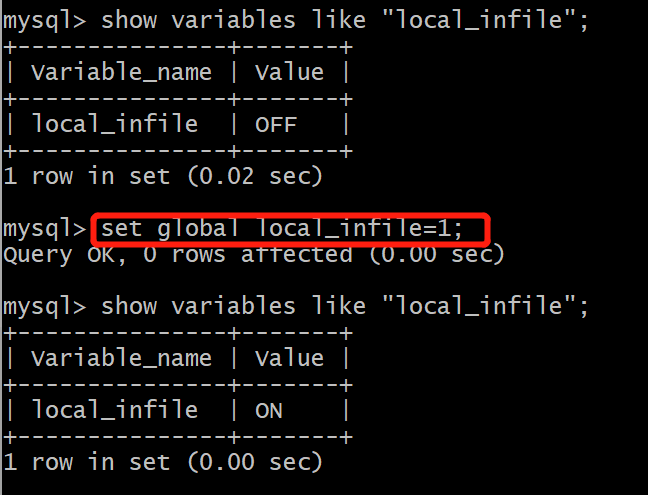 mysql> show variables like "local_infile";
+---------------+-------+
| Variable_name | Value |
+---------------+-------+
| local_infile  | OFF   |
+---------------+-------+
1 row in set (0.02 sec)
mysql> set global local_infile=1;
Query OK, 0 rows affected (0.00 sec)
mysql> show variables like "local_infile";
+---------------+-------+
| Variable_name | Value |
+---------------+-------+
| local_infile  | ON    |
+---------------+-------+
1 row in set (0.00 sec)